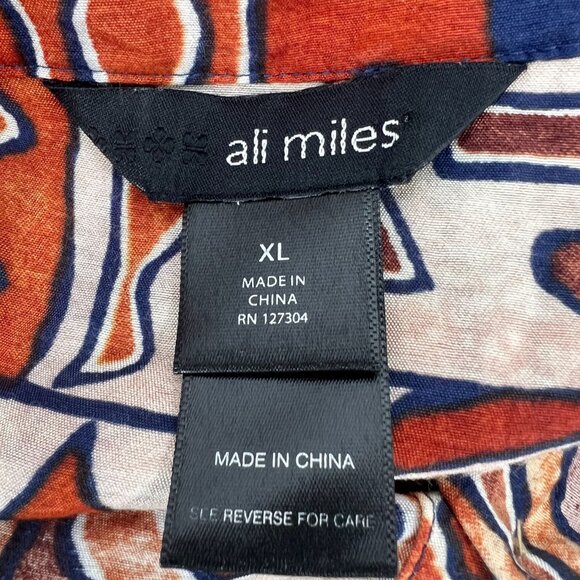 ali miles
XL
MADE IN
CHINA
RN 127304
MADE IN CHINA
SEE REVERSE FOR CARE